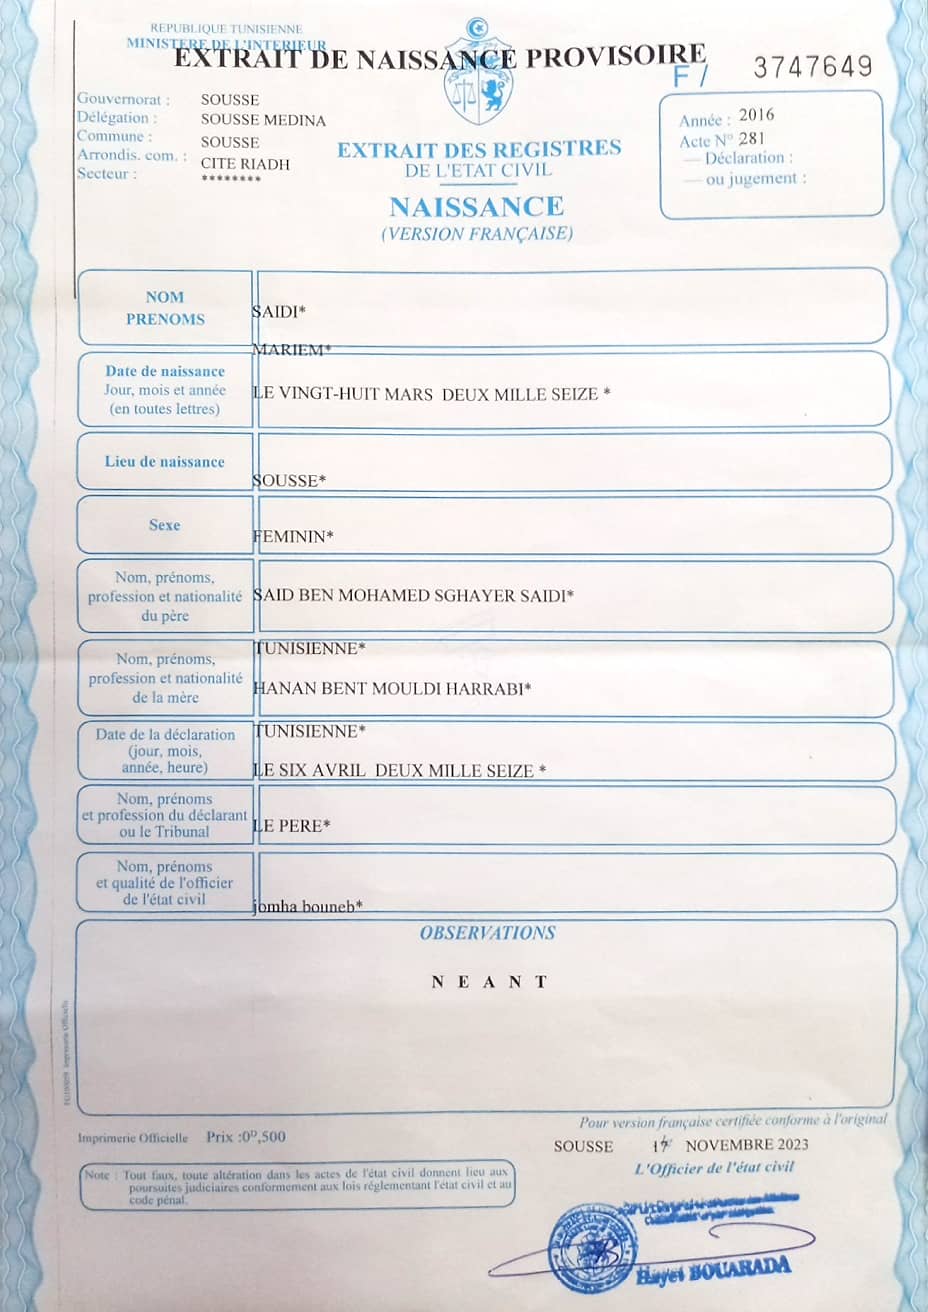 REPUBLIQUE TUNISIENNE
MINISTERE DE L'INTERIEUR
EXTRAIT DE NAISSANCE PROVISOIRE
F/ 3747649
Gouvernorat : SOUSSE
Délégation : SOUSSE MEDINA
Commune : SOUSSE
Arrondis. com. : CITE RIADH
Secteur : ********
EXTRAIT DES REGISTRES
DE L'ETAT CIVIL
NAISSANCE
(VERSION FRANÇAISE)
Année : 2016
Acte N° 281
— Déclaration :
— ou jugement :
NOM
PRENOMS
SAIDI*
MARIEM*
Date de naissance
Jour, mois et année
(en toutes lettres)
LE VINGT-HUIT MARS DEUX MILLE SEIZE *
Lieu de naissance
SOUSSE*
Sexe
FEMININ*
Nom, prénoms,
profession et nationalité
du père
SAID BEN MOHAMED SGHAYER SAIDI*
TUNISIENNE*
Nom, prénoms,
profession et nationalité
de la mère
HANAN BENT MOULDI HARRABI*
TUNISIENNE*
Date de la déclaration
(jour, mois,
année, heure)
LE SIX AVRIL DEUX MILLE SEIZE *
Nom, prénoms
et profession du déclarant
ou le Tribunal
LE PERE*
Nom, prénoms
et qualité de l'officier
de l'état civil
jomha bouneb*
OBSERVATIONS
N E A N T
Imprimerie Officielle Prix :0ᴰ,500
Pour version française certifiée conforme à l'original
SOUSSE NOVEMBRE 2023
L'Officier de l'état civil
Note : Tout faux, toute altération dans les actes de l'état civil donnent lieu aux
poursuites judiciaires conformement aux lois réglementant l'état civil et au
code pénal.
Hayet BOUARADA